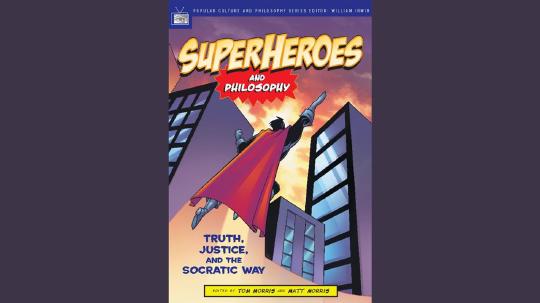 POPULAR CULTURE AND PHILOSOPHY SERIES EDITOR: WILLIAM IRWIN
SUPERHEROES
AND
PHILOSOPHY
TRUTH,
JUSTICE,
AND THE
SOCRATIC WAY
EDITED BY TOM MORRIS AND MATT MORRIS